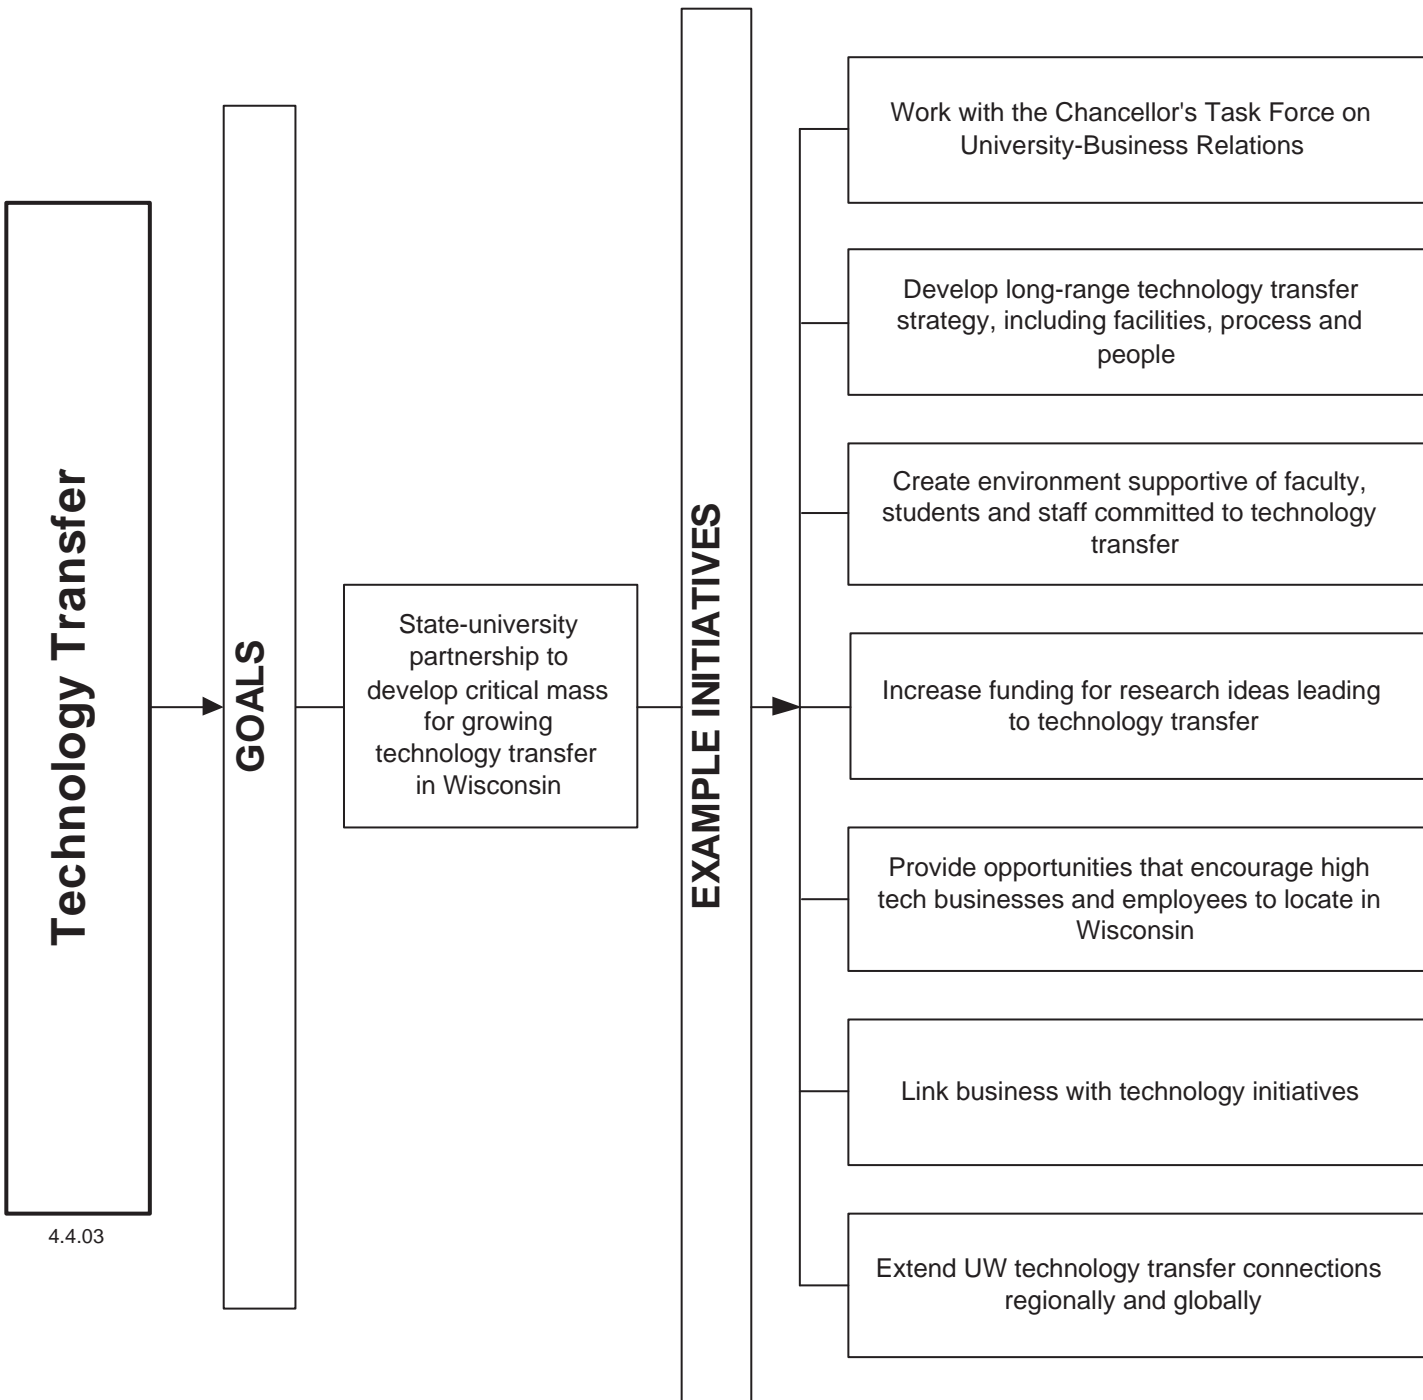 Technology Transfer
4.4.03
GOALS
State-university
partnership to
develop critical mass
for growing
technology transfer
in Wisconsin
EXAMPLE INITIATIVES
Work with the Chancellor's Task Force on
University-Business Relations
Develop long-range technology transfer
strategy, including facilities, process and
people
Create environment supportive of faculty,
students and staff committed to technology
transfer
Increase funding for research ideas leading
to technology transfer
Provide opportunities that encourage high
tech businesses and employees to locate in
Wisconsin
Link business with technology initiatives
Extend UW technology transfer connections
regionally and globally